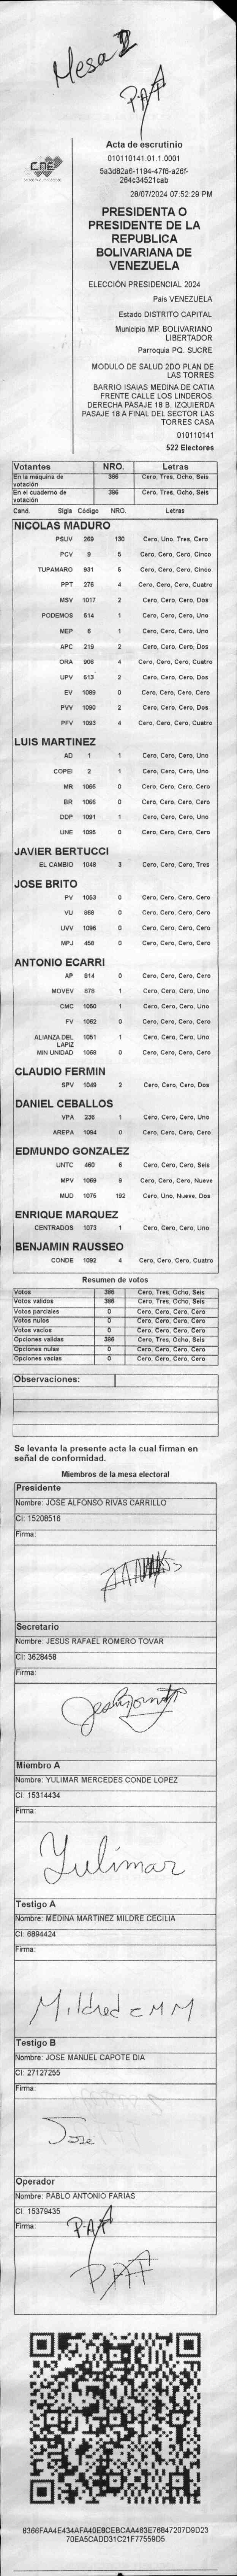 Mesa 1
PAF
CNE
Acta de escrutinio
010110141.01.1.0001
5a3d82a6-1194-47f6-a26f-
264c34521cab
28/07/2024 07:52:29 PM
PRESIDENTA O
PRESIDENTE DE LA
REPUBLICA
BOLIVARIANA DE
VENEZUELA
ELECCIÓN PRESIDENCIAL 2024
Pais VENEZUELA
Estado DISTRITO CAPITAL
Municipio MP. BOLIVARIANO
LIBERTADOR
Parroquia PQ. SUCRE
MODULO DE SALUD 2DO PLAN DE
LAS TORRES
BARRIO ISAIAS MEDINA DE CATIA
FRENTE CALLE LOS LINDEROS.
DERECHA PASAJE 18 B. IZQUIERDA
PASAJE 18 A FINAL DEL SECTOR LAS
TORRES CASA
010110141
522 Electores
Votantes NRO. Letras
En la máquina de votación 386 Cero, Tres, Ocho, Seis
En el cuaderno de votación 386 Cero, Tres, Ocho, Seis
Cand. Sigla Código NRO. Letras
NICOLAS MADURO
PSUV 269 130 Cero, Uno, Tres, Cero
PCV 9 5 Cero, Cero, Cero, Cinco
TUPAMARO 931 5 Cero, Cero, Cero, Cinco
PPT 276 4 Cero, Cero, Cero, Cuatro
MSV 1017 2 Cero, Cero, Cero, Dos
PODEMOS 514 1 Cero, Cero, Cero, Uno
MEP 6 1 Cero, Cero, Cero, Uno
APC 219 2 Cero, Cero, Cero, Dos
ORA 906 4 Cero, Cero, Cero, Cuatro
UPV 613 2 Cero, Cero, Cero, Dos
EV 1089 0 Cero, Cero, Cero, Cero
PVV 1090 2 Cero, Cero, Cero, Dos
PFV 1093 4 Cero, Cero, Cero, Cuatro
LUIS MARTINEZ
AD 1 1 Cero, Cero, Cero, Uno
COPEI 2 1 Cero, Cero, Cero, Uno
MR 1065 0 Cero, Cero, Cero, Cero
BR 1066 0 Cero, Cero, Cero, Cero
DDP 1091 1 Cero, Cero, Cero, Uno
UNE 1095 0 Cero, Cero, Cero, Cero
JAVIER BERTUCCI
EL CAMBIO 1048 3 Cero, Cero, Cero, Tres
JOSE BRITO
PV 1053 0 Cero, Cero, Cero, Cero
VU 868 0 Cero, Cero, Cero, Cero
UVV 1096 0 Cero, Cero, Cero, Cero
MPJ 458 0 Cero, Cero, Cero, Cero
ANTONIO ECARRI
AP 814 0 Cero, Cero, Cero, Cero
MOVEV 878 1 Cero, Cero, Cero, Uno
CMC 1050 1 Cero, Cero, Cero, Uno
FV 1062 0 Cero, Cero, Cero, Cero
ALIANZA DEL LAPIZ 1051 1 Cero, Cero, Cero, Uno
MIN UNIDAD 1068 0 Cero, Cero, Cero, Cero
CLAUDIO FERMIN
SPV 1049 2 Cero, Cero, Cero, Dos
DANIEL CEBALLOS
VPA 236 1 Cero, Cero, Cero, Uno
AREPA 1094 0 Cero, Cero, Cero, Cero
EDMUNDO GONZALEZ
UNTC 460 6 Cero, Cero, Cero, Seis
MPV 1069 9 Cero, Cero, Cero, Nueve
MUD 1075 192 Cero, Uno, Nueve, Dos
ENRIQUE MARQUEZ
CENTRADOS 1073 1 Cero, Cero, Cero, Uno
BENJAMIN RAUSSEO
CONDE 1092 4 Cero, Cero, Cero, Cuatro
Resumen de votos
Votos 386 Cero, Tres, Ocho, Seis
Votos validos 386 Cero, Tres, Ocho, Seis
Votos parciales 0 Cero, Cero, Cero, Cero
Votos nulos 0 Cero, Cero, Cero, Cero
Votos vacios 0 Cero, Cero, Cero, Cero
Opciones validas 386 Cero, Tres, Ocho, Seis
Opciones nulas 0 Cero, Cero, Cero, Cero
Opciones vacias 0 Cero, Cero, Cero, Cero
Observaciones:
Se levanta la presente acta la cual firman en
señal de conformidad.
Miembros de la mesa electoral
Presidente
Nombre: JOSE ALFONSO RIVAS CARRILLO
CI: 15208516
Firma:
Secretario
Nombre: JESUS RAFAEL ROMERO TOVAR
CI: 3628458
Firma:
Miembro A
Nombre: YULIMAR MERCEDES CONDE LOPEZ
CI: 15314434
Firma:
Yulimar
Testigo A
Nombre: MEDINA MARTINEZ MILDRE CECILIA
CI: 6894424
Firma:
Mildred C M M
Testigo B
Nombre: JOSE MANUEL CAPOTE DIA
CI: 27127255
Firma:
Jose
Operador
Nombre: PABLO ANTONIO FARIAS
CI: 15379435
Firma:
PAF
PAF
8366FAA4E434AFA40E8CEBCAA463E76847207D9D23
70EA5CADD31C21F77559D5